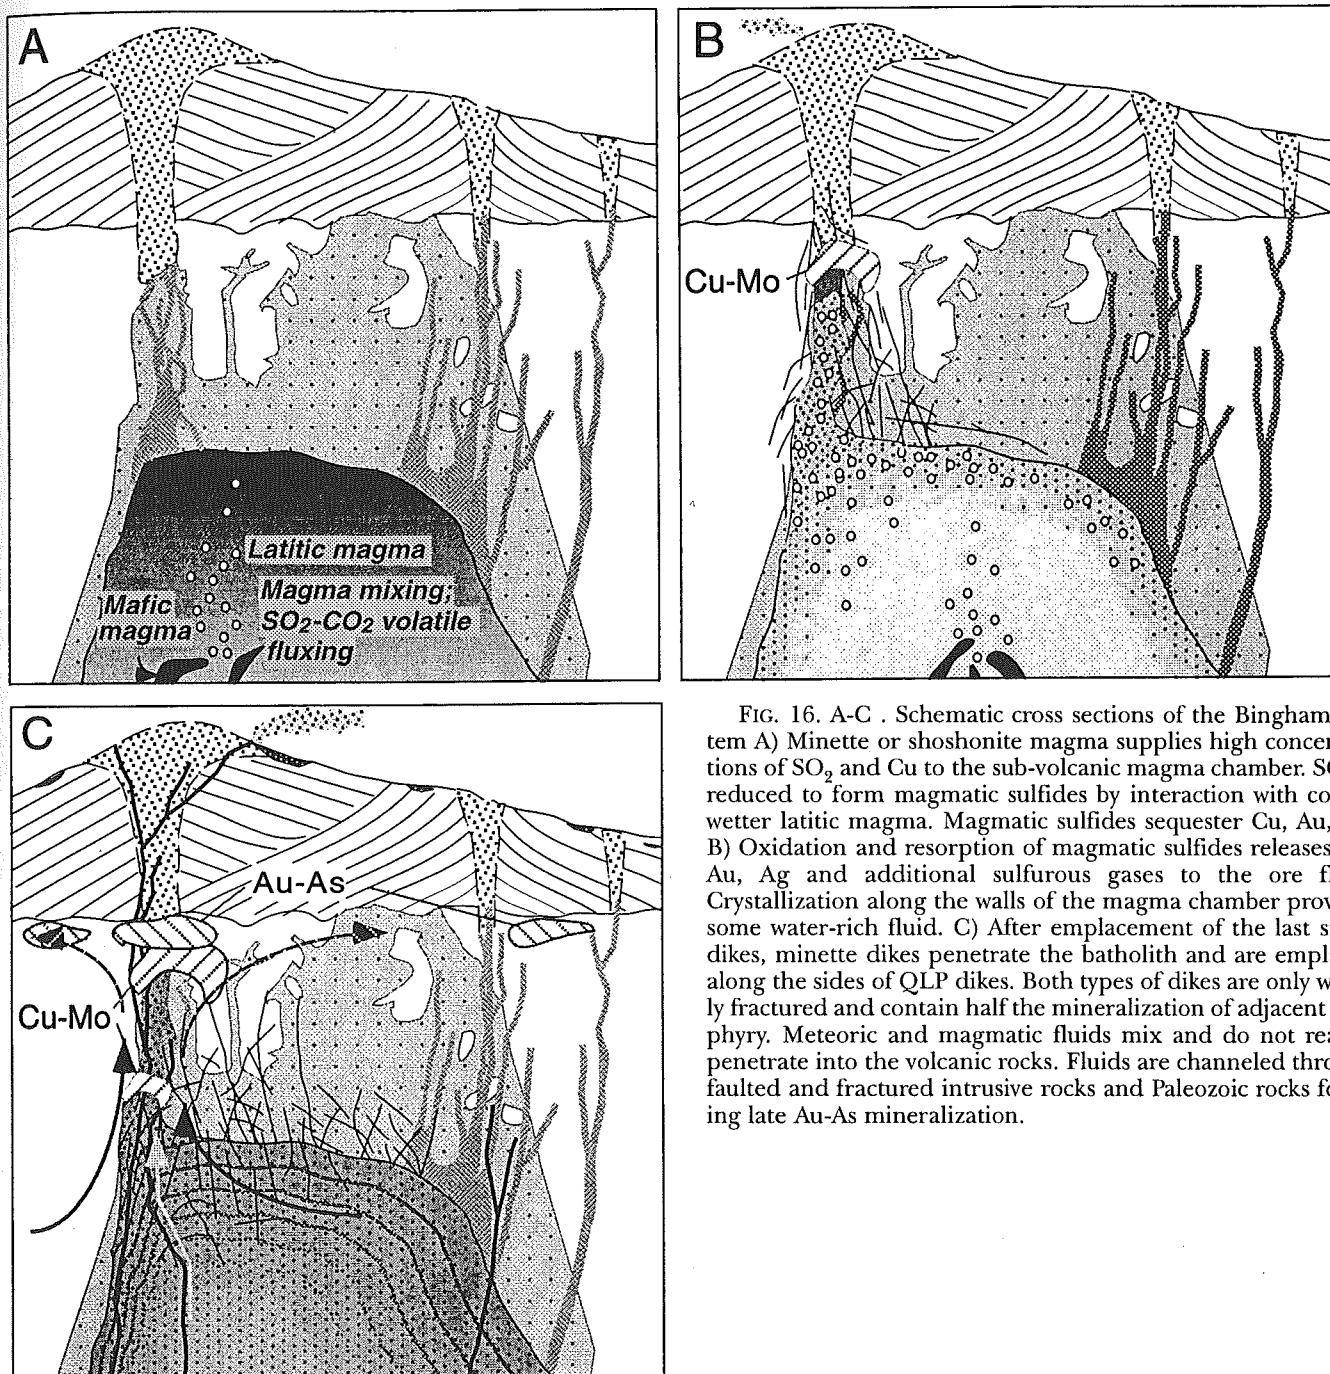 A
Latitic magma
Magma mixing;
SO2-CO2 volatile
fluxing
Mafic
magma
B
Cu-Mo
C
Au-As
Cu-Mo
FIG. 16. A-C . Schematic cross sections of the Bingham
tem A) Minette or shoshonite magma supplies high concen
tions of SO2 and Cu to the sub-volcanic magma chamber.
reduced to form magmatic sulfides by interaction with
wetter latitic magma. Magmatic sulfides sequester Cu, Au,
B) Oxidation and resorption of magmatic sulfides releases
Au, Ag and additional sulfurous gases to the ore
Crystallization along the walls of the magma chamber prov
some water-rich fluid. C) After emplacement of the last
dikes, minette dikes penetrate the batholith and are empl
along the sides of QLP dikes. Both types of dikes are only w
ly fractured and contain half the mineralization of adjacent
phyry. Meteoric and magmatic fluids mix and do not rea
penetrate into the volcanic rocks. Fluids are channeled thr
faulted and fractured intrusive rocks and Paleozoic rocks
ing late Au-As mineralization.